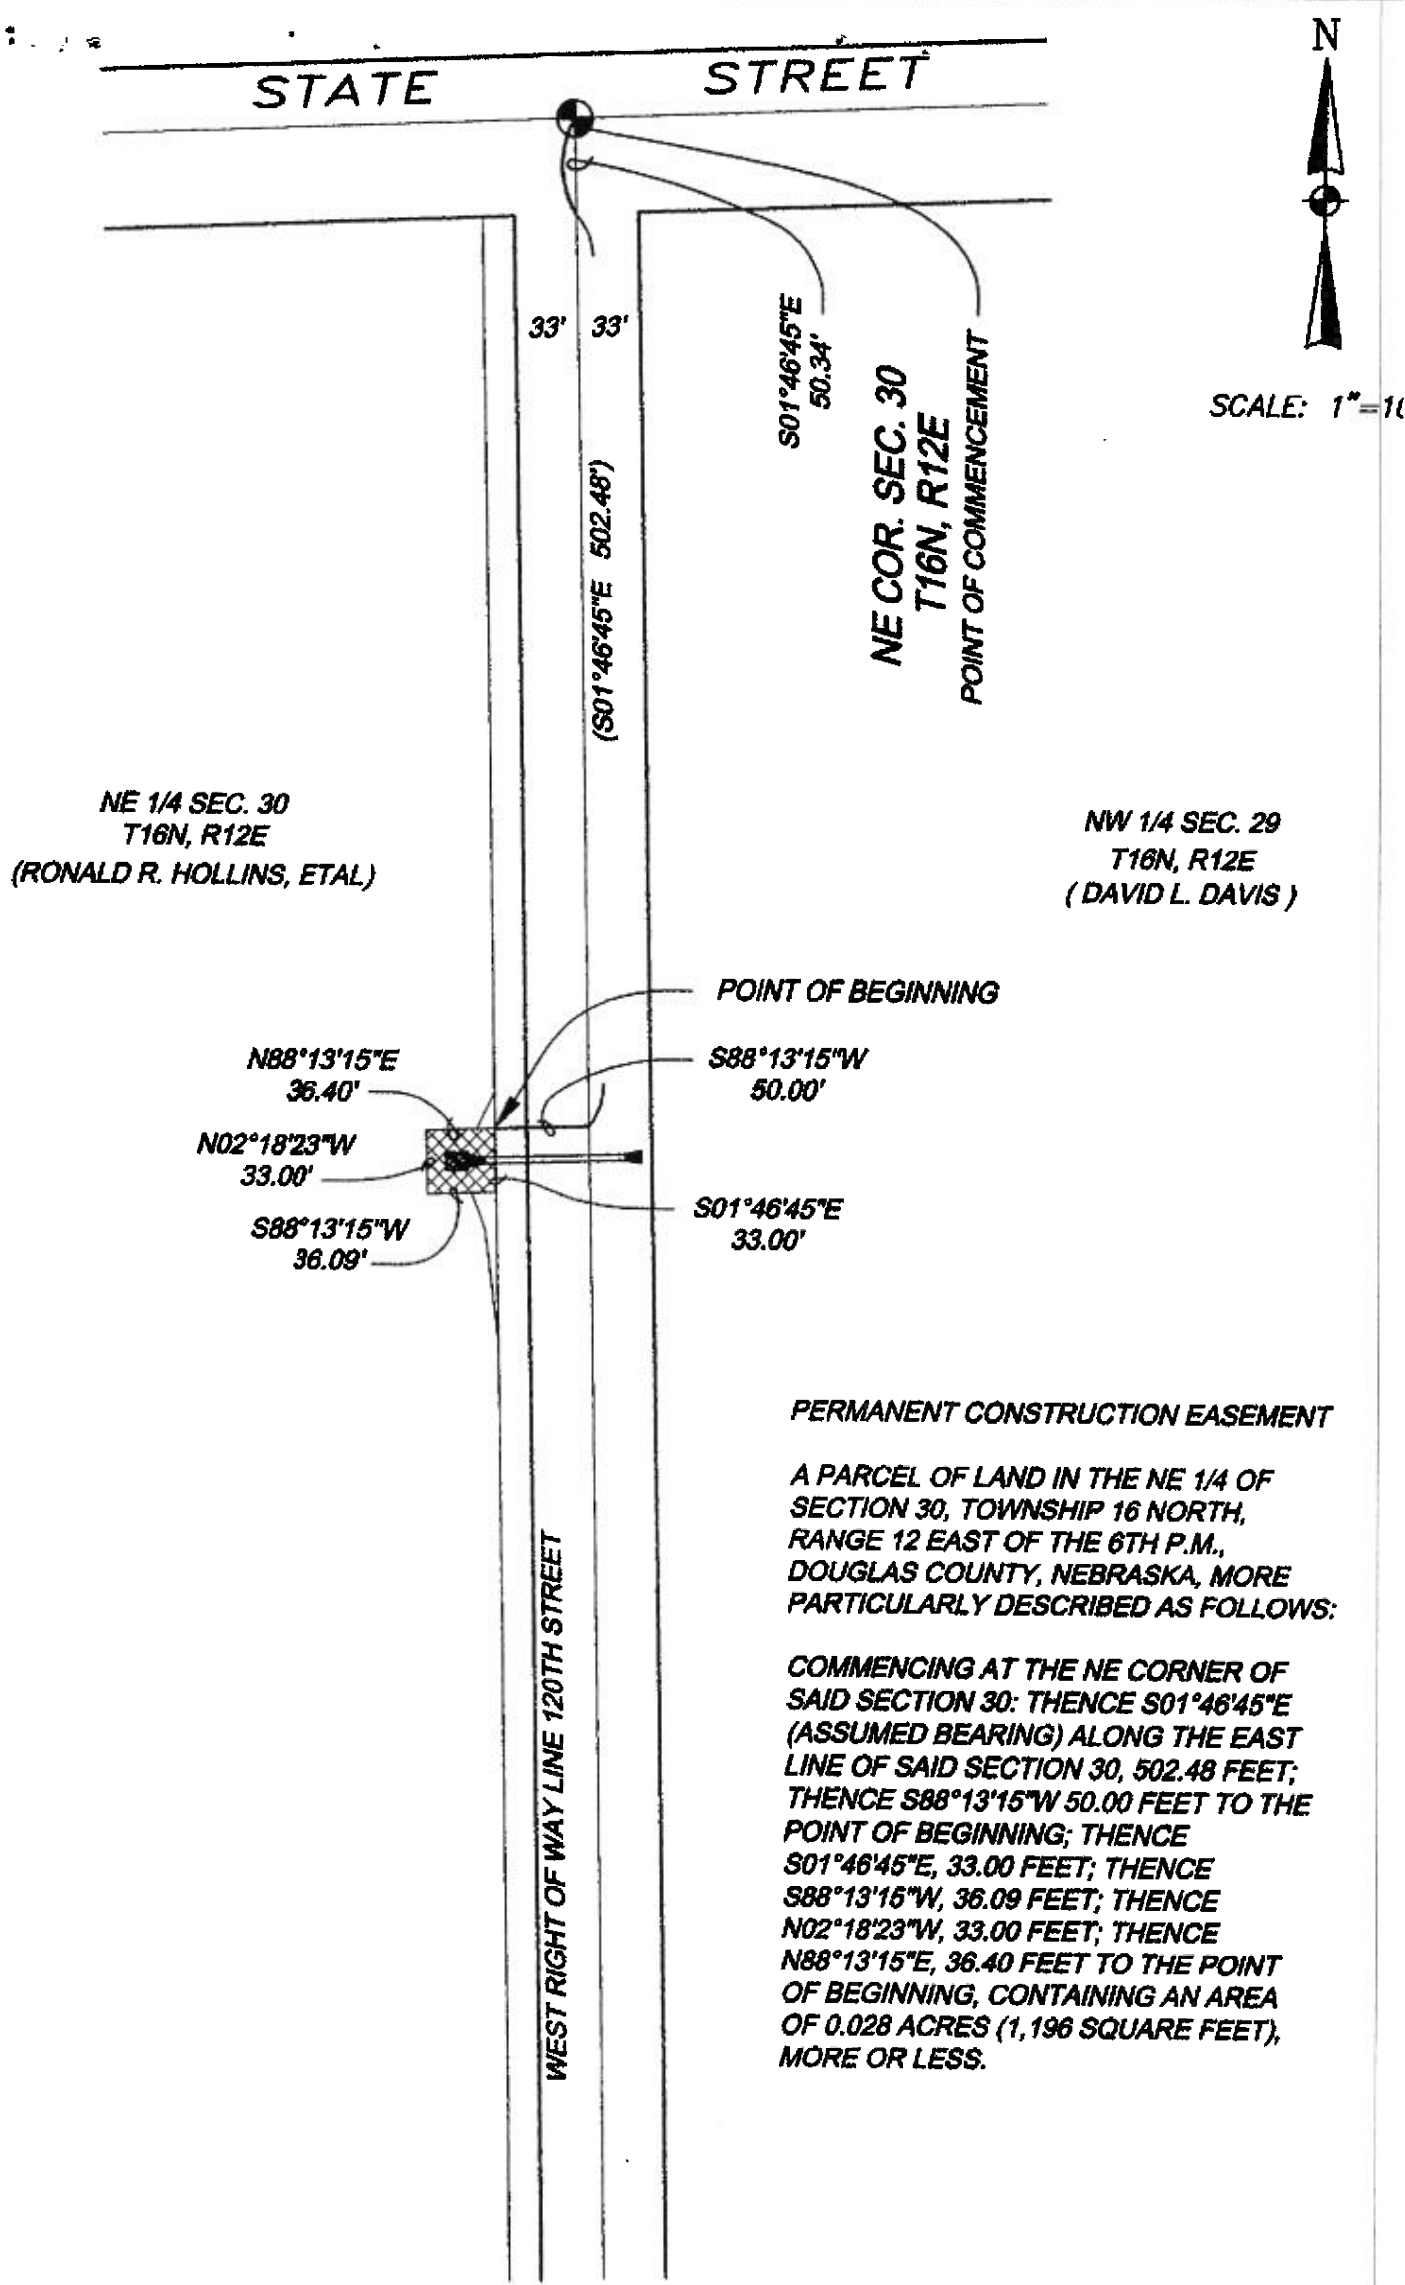 N
STATE STREET
SCALE: 1"=1
33' 33'
S01°46'45"E
50.34'
NE COR. SEC. 30
T16N, R12E
POINT OF COMMENCEMENT
(S01°46'45"E 502.48')
NE 1/4 SEC. 30
T16N, R12E
(RONALD R. HOLLINS, ETAL)
NW 1/4 SEC. 29
T16N, R12E
( DAVID L. DAVIS )
POINT OF BEGINNING
N88°13'15"E
36.40'
S88°13'15"W
50.00'
N02°18'23"W
33.00'
S88°13'15"W
36.09'
S01°46'45"E
33.00'
WEST RIGHT OF WAY LINE 120TH STREET
PERMANENT CONSTRUCTION EASEMENT
A PARCEL OF LAND IN THE NE 1/4 OF
SECTION 30, TOWNSHIP 16 NORTH,
RANGE 12 EAST OF THE 6TH P.M.,
DOUGLAS COUNTY, NEBRASKA, MORE
PARTICULARLY DESCRIBED AS FOLLOWS:
COMMENCING AT THE NE CORNER OF
SAID SECTION 30: THENCE S01°46'45"E
(ASSUMED BEARING) ALONG THE EAST
LINE OF SAID SECTION 30, 502.48 FEET;
THENCE S88°13'15"W 50.00 FEET TO THE
POINT OF BEGINNING; THENCE
S01°46'45"E, 33.00 FEET; THENCE
S88°13'15"W, 36.09 FEET; THENCE
N02°18'23"W, 33.00 FEET; THENCE
N88°13'15"E, 36.40 FEET TO THE POINT
OF BEGINNING, CONTAINING AN AREA
OF 0.028 ACRES (1,196 SQUARE FEET),
MORE OR LESS.